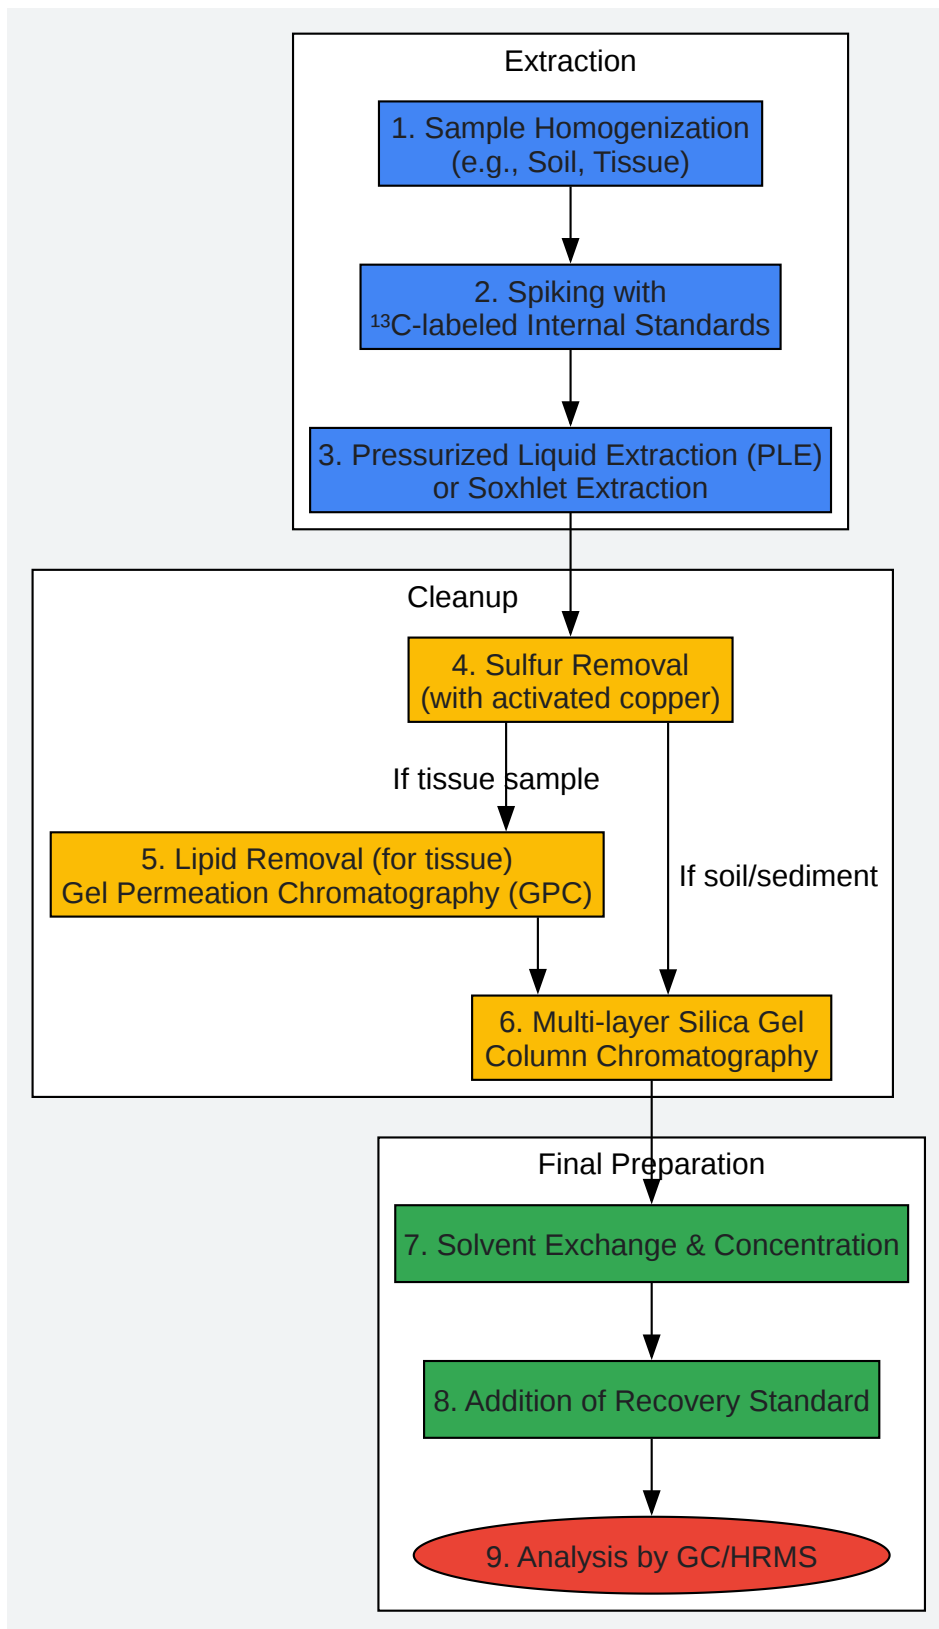 Extraction
1. Sample Homogenization
(e.g., Soil, Tissue)
2. Spiking with
¹³C-labeled Internal Standards
3. Pressurized Liquid Extraction (PLE)
or Soxhlet Extraction
Cleanup
4. Sulfur Removal
(with activated copper)
If tissue sample
5. Lipid Removal (for tissue)
Gel Permeation Chromatography (GPC)
If soil/sediment
6. Multi-layer Silica Gel
Column Chromatography
Final Preparation
7. Solvent Exchange & Concentration
8. Addition of Recovery Standard
9. Analysis by GC/HRMS